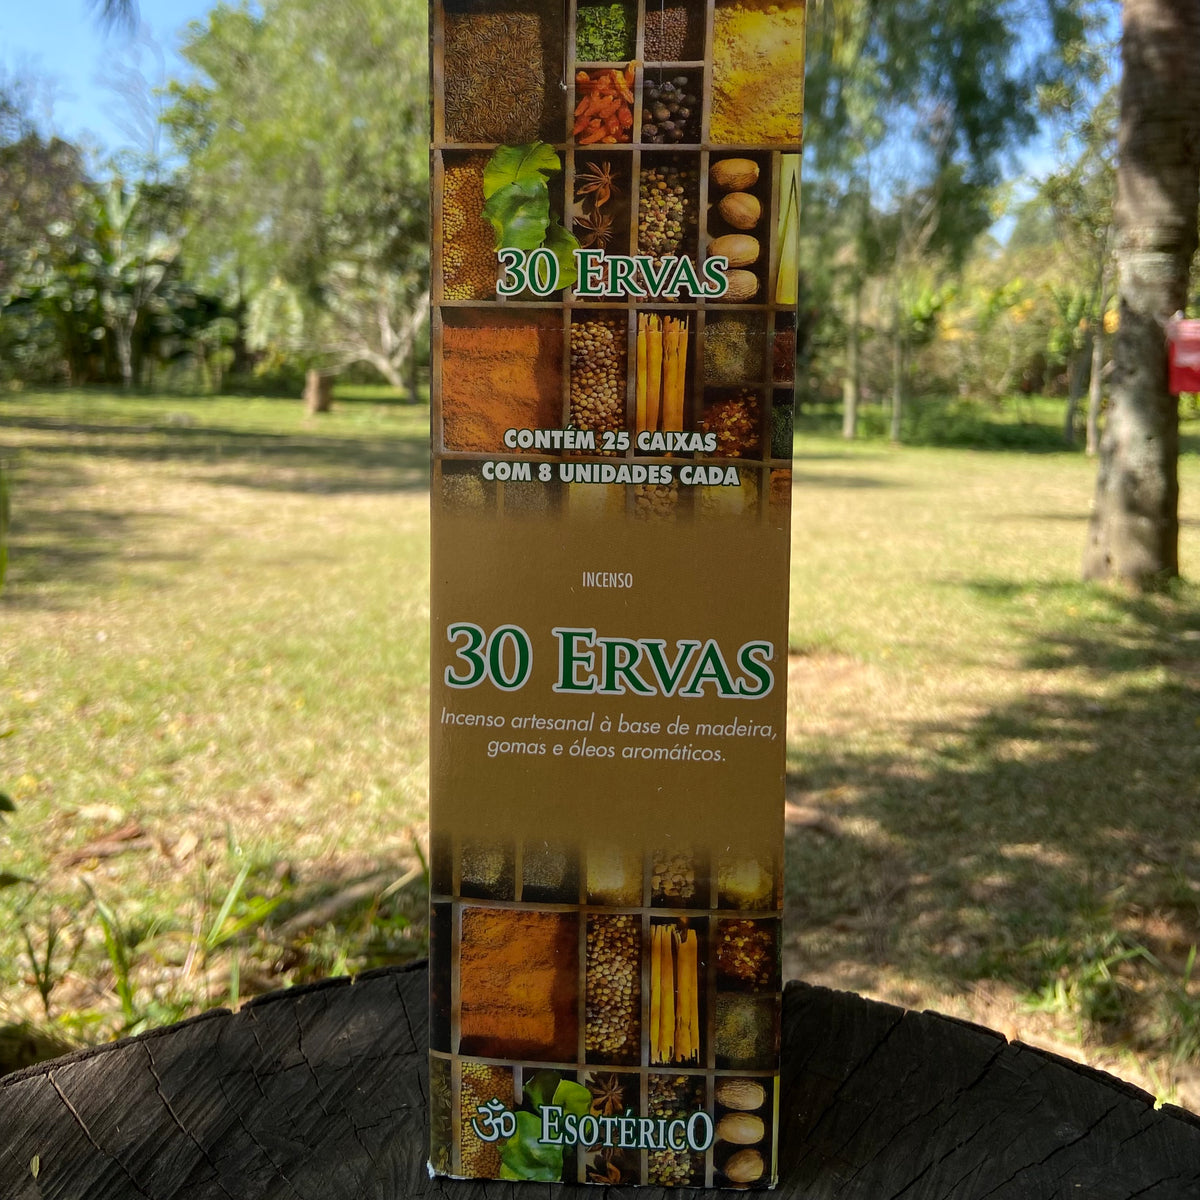 30 ERVAS
CONTÉM 25 CAIXAS
COM 8 UNIDADES CADA
INCENSO
30 ERVAS
Incenso artesanal à base de madeira,
gomas e óleos aromáticos.
ॐ ESOTÉRICO